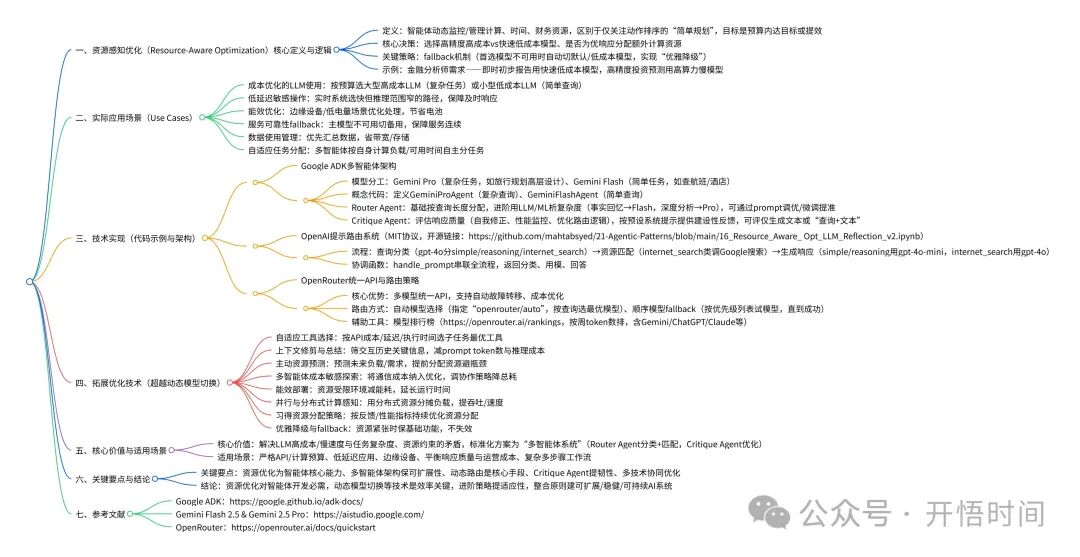 定义：智能体动态监控/管理计算、时间、财务资源，区别于仅关注动作排序的“简单规划”，目标是预算内达目标或提效
一、资源感知优化（Resource-Aware Optimization）核心定义与逻辑
核心决策：选择高精度高成本vs快速低成本模型、是否为优响应分配额外计算资源
关键策略：fallback机制（首选模型不可用时自动切默认/低成本模型，实现“优雅降级”）
示例：金融分析师需求——即时初步报告用快速低成本模型，高精度投资预测用高算力慢模型
成本优化的LLM使用：按预算选大型高成本LLM（复杂任务）或小型低成本LLM（简单查询）
低延迟敏感操作：实时系统选快但推理范围窄的路径，保障及时响应
能效优化：边缘设备/低电量场景优化处理，节省电池
二、实际应用场景（Use Cases）
服务可靠性fallback：主模型不可用切备用，保障服务连续
数据使用管理：优先汇总数据，省带宽/存储
自适应任务分配：多智能体按自身计算负载/可用时间自主分任务
Google ADK多智能体架构
模型分工：Gemini Pro（复杂任务，如旅行规划高层设计）、Gemini Flash（简单任务，如查航班/酒店）
概念代码：定义GeminiProAgent（复杂查询）、GeminiFlashAgent（简单查询）
Router Agent：基础按查询长度分配，进阶用LLM/ML析复杂度（事实回忆→Flash，深度分析→Pro），可通过prompt调优/微调提准
Critique Agent：评估响应质量（自我修正、性能监控、优化路由逻辑），按预设系统提示提供建设性反馈，可评仅生成文本或“查询+文本”
三、技术实现（代码示例与架构）
OpenAI提示路由系统（MIT协议，开源链接：https://github.com/mahtabsyed/21-Agentic-Patterns/blob/main/16_Resource_Aware_ Opt_LLM_Reflection_v2.ipynb）
流程：查询分类（gpt-4o分simple/reasoning/internet_search）→资源匹配（internet_search类调Google搜索）→生成响应（simple/reasoning用gpt-4o-mini，internet_search用gpt-4o）
协调函数：handle_prompt串联全流程，返回分类、用模、回答
OpenRouter统一API与路由策略
核心优势：多模型统一API，支持自动故障转移、成本优化
路由方式：自动模型选择（指定“openrouter/auto”，按查询选最优模型）、顺序模型fallback（按优先级列表试模型，直到成功）
辅助工具：模型排行榜（https://openrouter.ai/rankings，按周token数排，含Gemini/ChatGPT/Claude等）
自适应工具选择：按API成本/延迟/执行时间选子任务最优工具
上下文修剪与总结：筛交互历史关键信息，减prompt token数与推理成本
主动资源预测：预测未来负载/需求，提前分配资源避瓶颈
四、拓展优化技术（超越动态模型切换）
多智能体成本敏感探索：将通信成本纳入优化，调协作策略降总耗
能效部署：资源受限环境减能耗，延长运行时间
并行与分布式计算感知：用分布式资源分摊负载，提吞吐/速度
习得资源分配策略：按反馈/性能指标持续优化资源分配
优雅降级与fallback：资源紧张时保基础功能，不失效
五、核心价值与适用场景
核心价值：解决LLM高成本/慢速度与任务复杂度、资源约束的矛盾，标准化方案为“多智能体系统”（Router Agent分类+匹配，Critique Agent优化）
适用场景：严格API/计算预算、低延迟应用、边缘设备、平衡响应质量与运营成本、复杂多步骤工作流
六、关键要点与结论
关键要点：资源优化为智能体核心能力、多智能体架构保可扩展性、动态路由是核心手段、Critique Agent提韧性、多技术协同优化
结论：资源优化对智能体开发必需，动态模型切换等技术是效率关键，进阶策略提适应性，整合原则建可扩展/稳健/可持续AI系统
七、参考文献
Google ADK：https://google.github.io/adk-docs/
Gemini Flash 2.5 & Gemini 2.5 Pro：https://aistudio.google.com/
OpenRouter：https://openrouter.ai/docs/quickstart
公众号 · 开悟时间